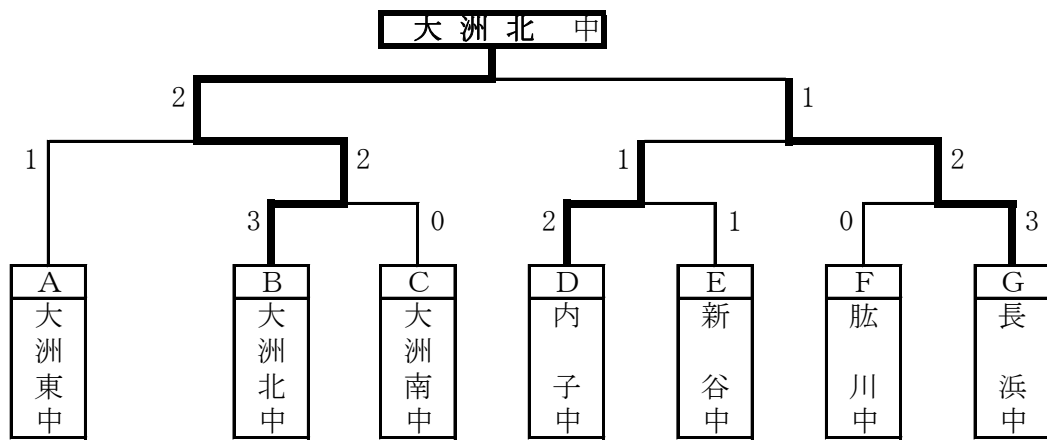 大洲北 中
2 1
1 2 1 2
3 0 2 1 0 3
A B C D E F G
大洲東中
大洲北中
大洲南中
内子中
新谷中
肱川中
長浜中